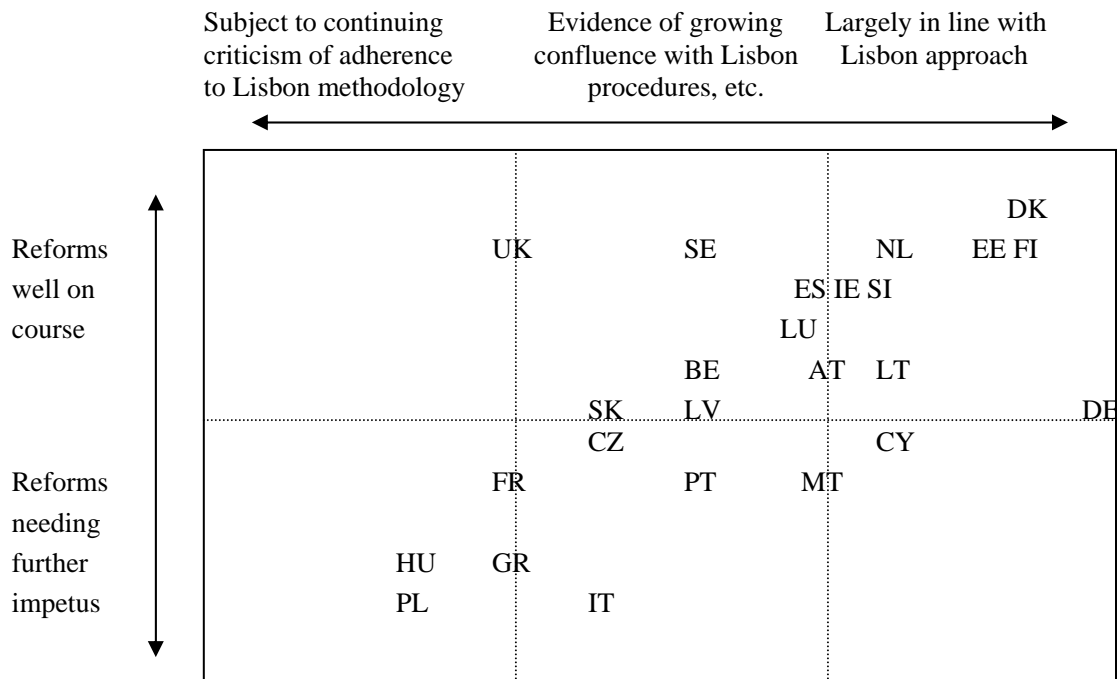 Subject to continuing
criticism of adherence
to Lisbon methodology
Evidence of growing
confluence with Lisbon
procedures, etc.
Largely in line with
Lisbon approach
Reforms
well on
course
Reforms
needing
further
impetus
DK
UK SE NL EE FI
ES IE SI
LU
BE AT LT
SK LV DE
CZ CY
FR PT MT
HU GR
PL IT